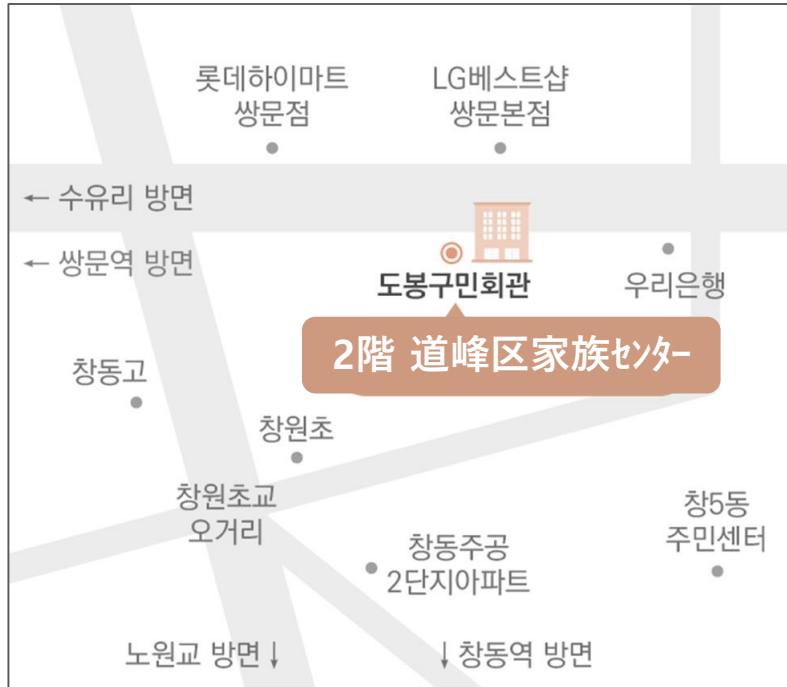 롯데하이마트
쌍문점
LG베스트샵
쌍문본점
← 수유리 방면
← 쌍문역 방면
도봉구민회관
우리은행
2階 道峰区家族ｾﾝﾀｰ
창동고
창원초
창원초교
오거리
창5동
주민센터
창동주공
2단지아파트
노원교 방면 ↓
↓ 창동역 방면